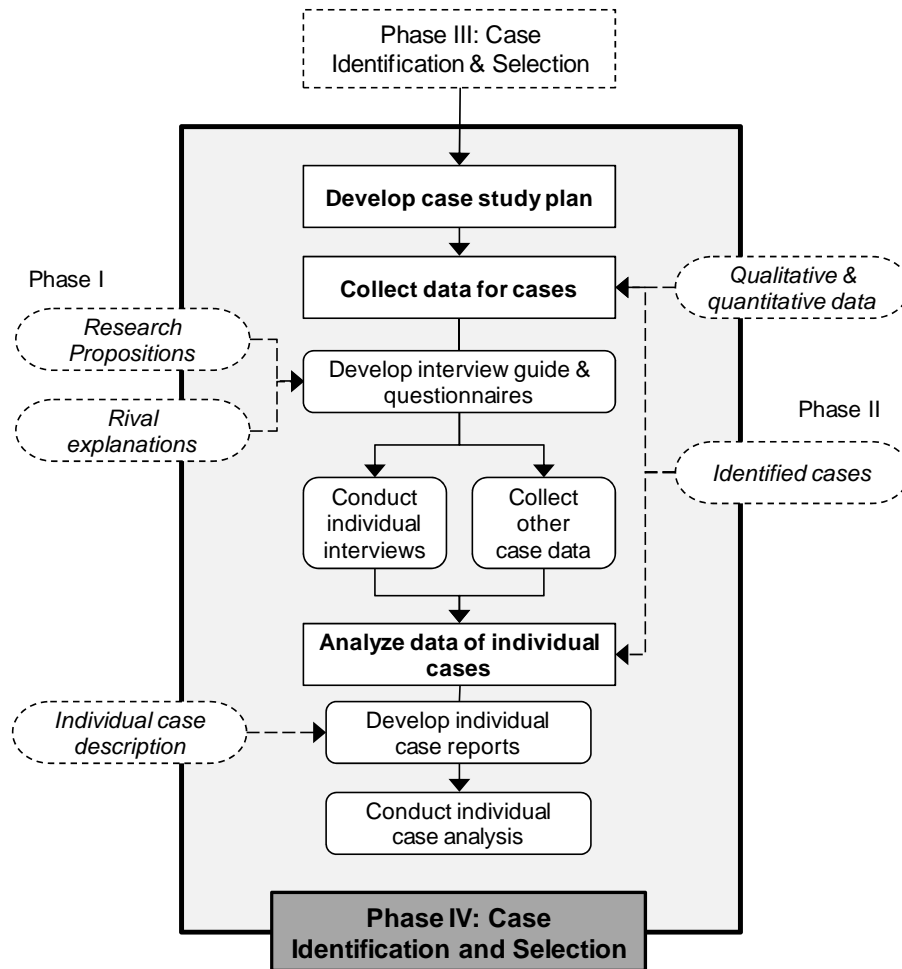 Phase III: Case
Identification & Selection
Develop case study plan
Phase I
Collect data for cases
Qualitative &
quantitative data
Research
Propositions
Develop interview guide &
questionnaires
Rival
explanations
Phase II
Identified cases
Conduct
individual
interviews
Collect
other
case data
Analyze data of individual
cases
Individual case
description
Develop individual
case reports
Conduct individual
case analysis
Phase IV: Case
Identification and Selection